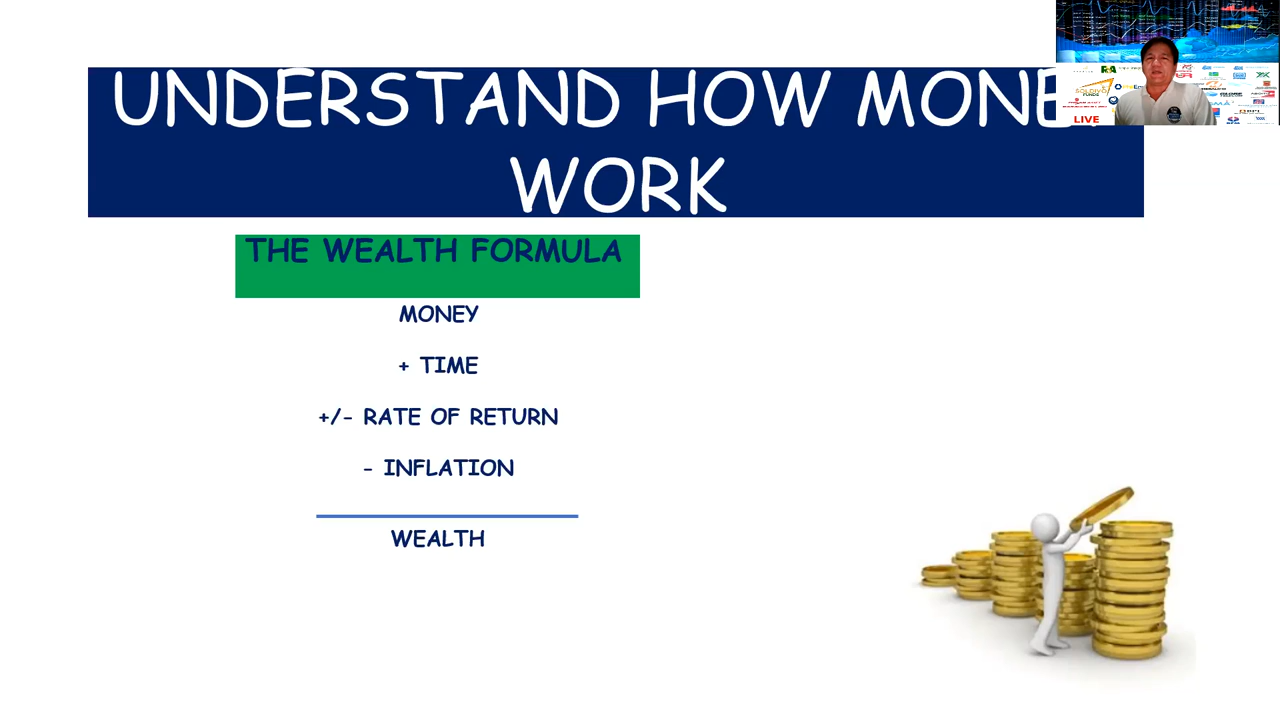 UNDERSTAND HOW MONE
WORK
THE WEALTH FORMULA
MONEY
+ TIME
+/- RATE OF RETURN
- INFLATION
WEALTH
LIVE